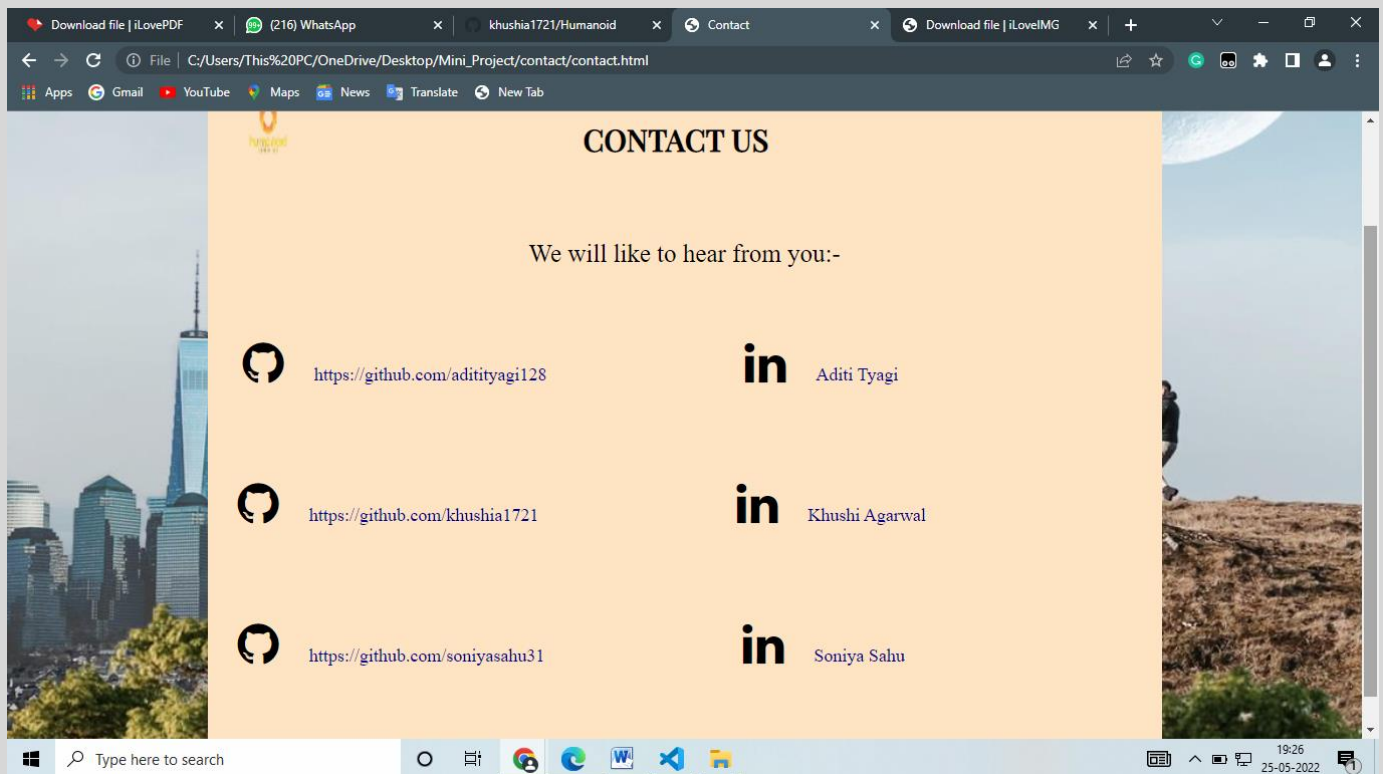 Download file | iLovePDF
(216) WhatsApp
khushia1721/Humanoid
Contact
Download file | iLoveIMG
File
C:/Users/This%20PC/OneDrive/Desktop/Mini_Project/contact/contact.html
Apps
Gmail
YouTube
Maps
News
Translate
New Tab
CONTACT US
We will like to hear from you:-
https://github.com/aditityagi128
in
Aditi Tyagi
https://github.com/khushia1721
in
Khushi Agarwal
https://github.com/soniyasahu31
in
Soniya Sahu
Type here to search
19:26
25-05-2022